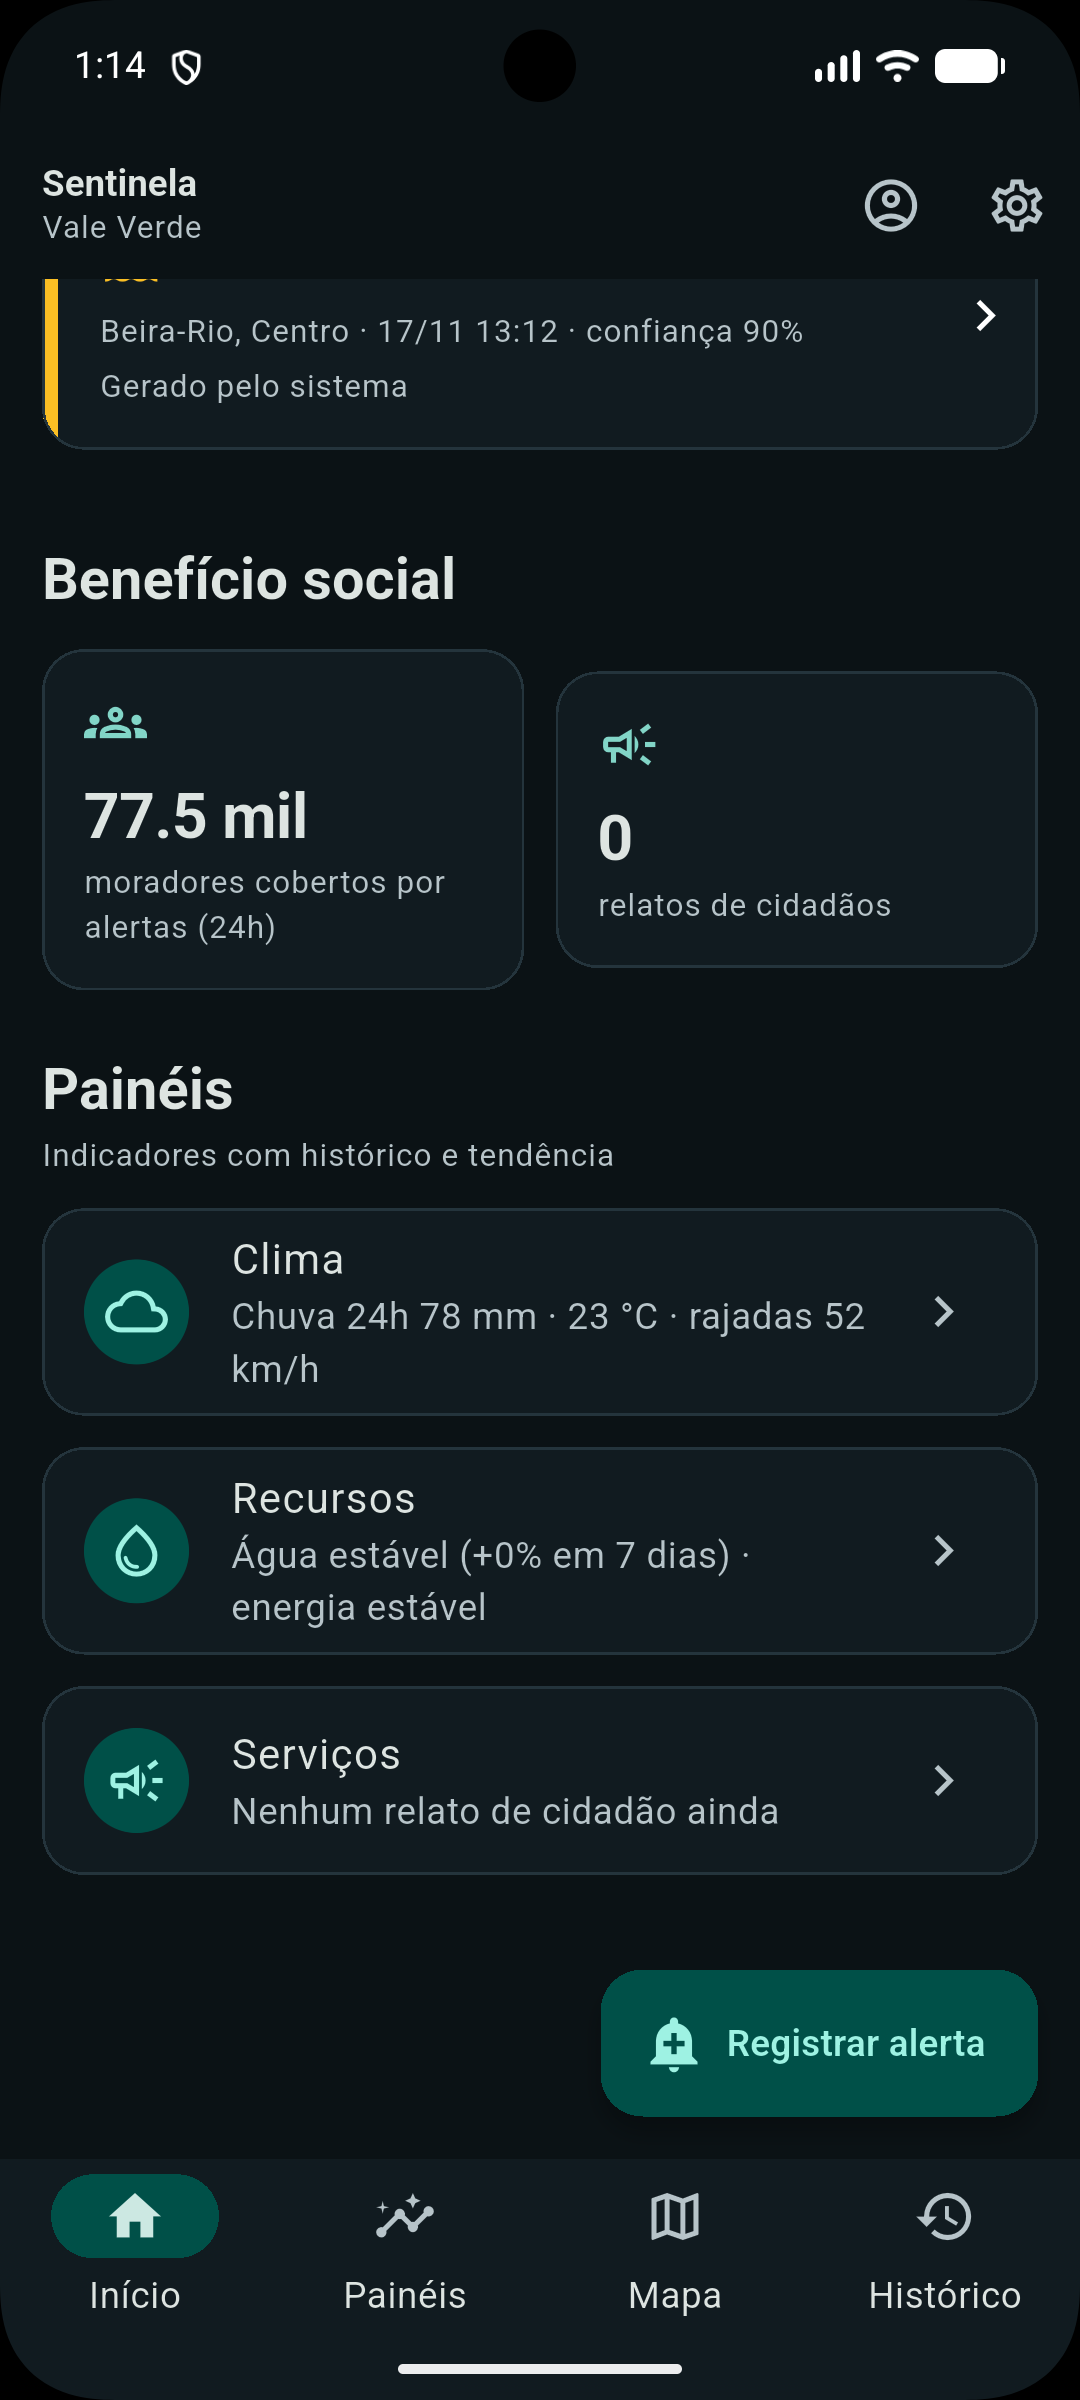 1:14
Sentinela
Vale Verde
Beira-Rio, Centro · 17/11 13:12 · confiança 90%
Gerado pelo sistema
Benefício social
77.5 mil
moradores cobertos por
alertas (24h)
0
relatos de cidadãos
Painéis
Indicadores com histórico e tendência
Clima
Chuva 24h 78 mm · 23 °C · rajadas 52
km/h
Recursos
Água estável (+0% em 7 dias) ·
energia estável
Serviços
Nenhum relato de cidadão ainda
Registrar alerta
Início
Painéis
Mapa
Histórico